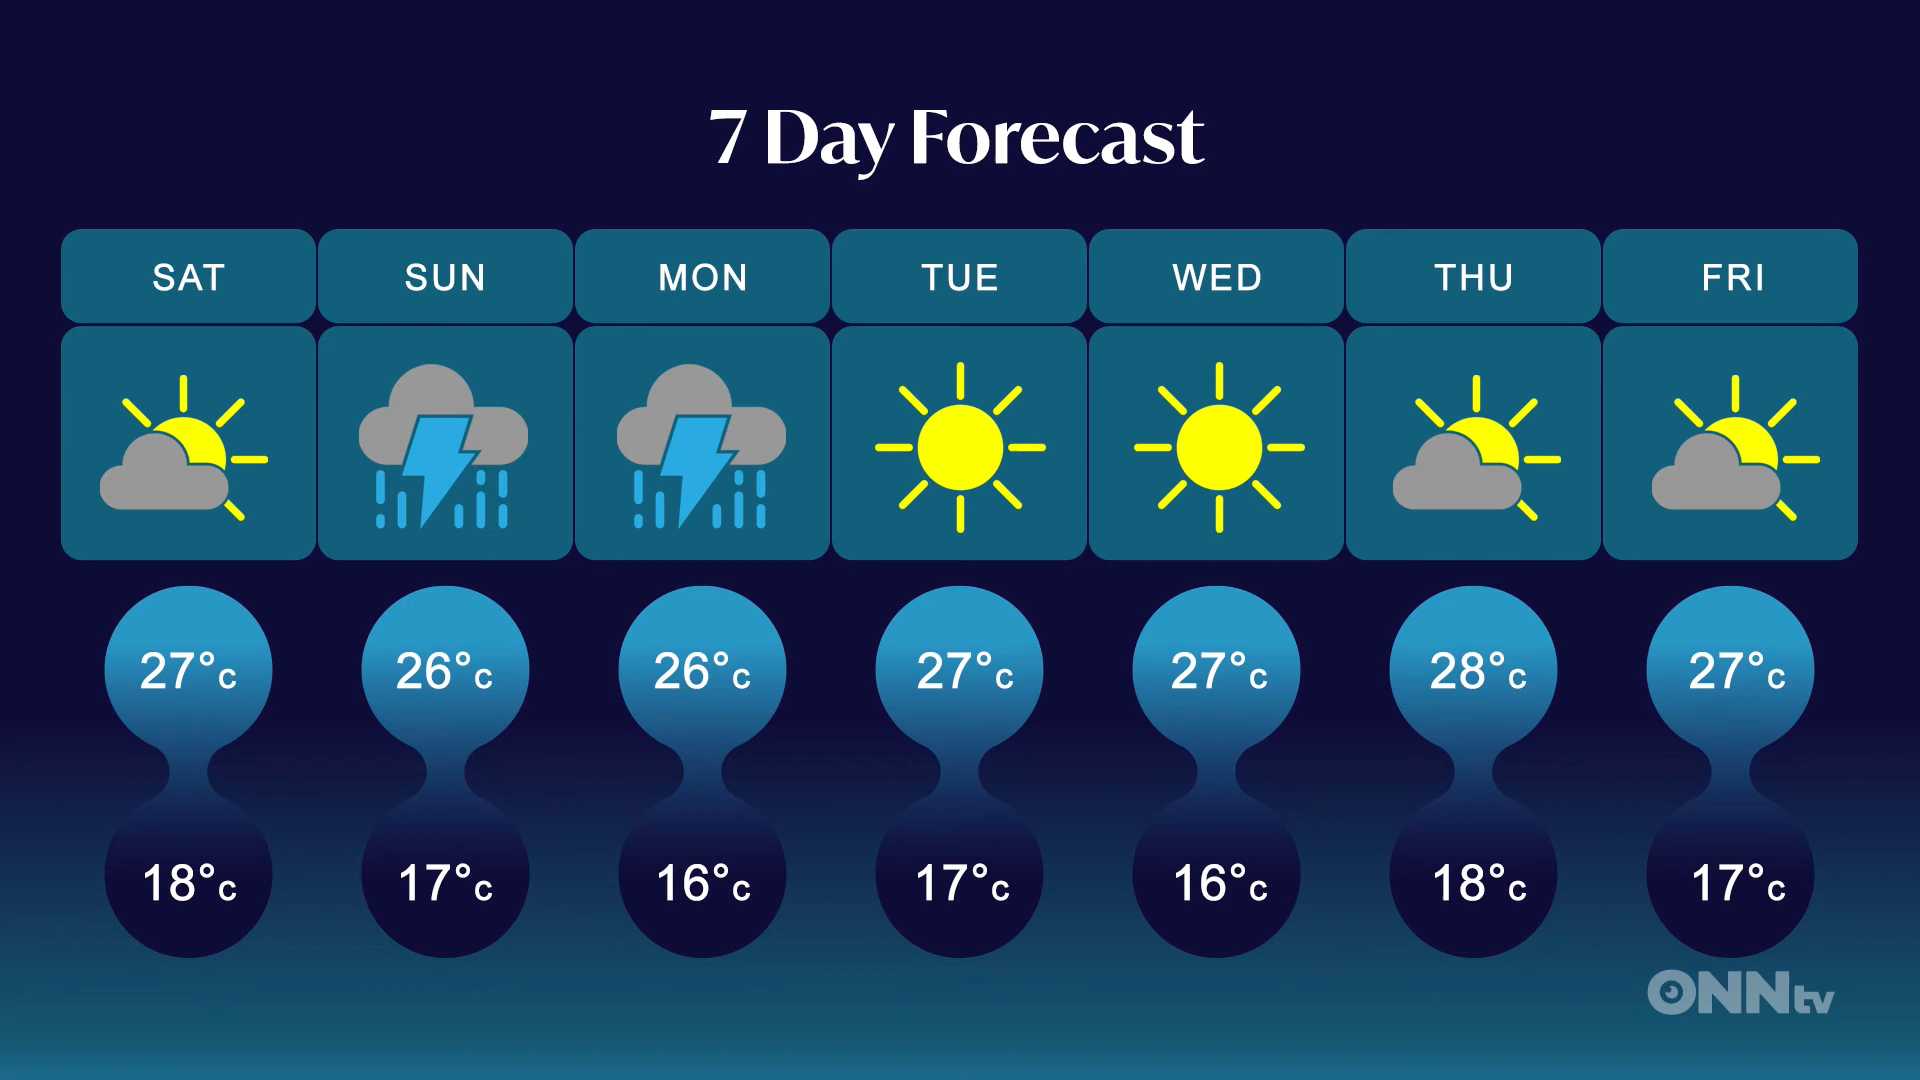 7 Day Forecast
SAT SUN MON TUE WED THU FRI
27°C 26°C 26°C 27°C 27°C 28°C 27°C
18°C 17°C 16°C 17°C 16°C 18°C 17°C
ONNtv